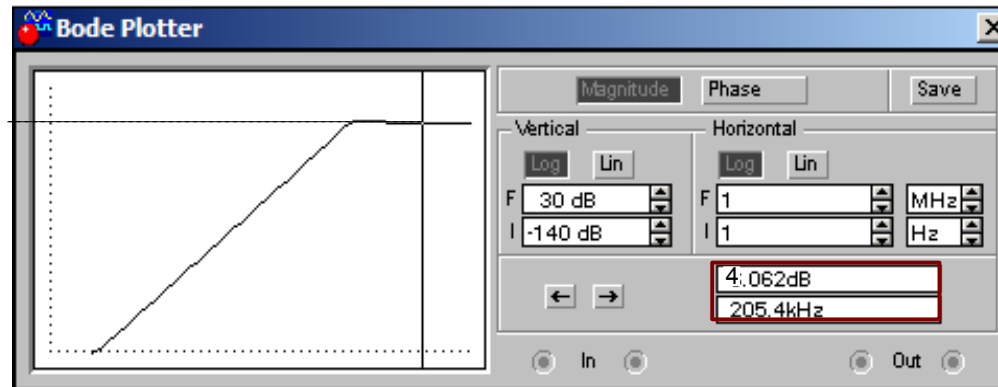 Bode Plotter
Magnitude Phase Save
Vertical Horizontal
Log Lin Log Lin
F 30 dB F 1 MHz
I -140 dB I 1 Hz
4.062dB
← → 205.4kHz
In Out